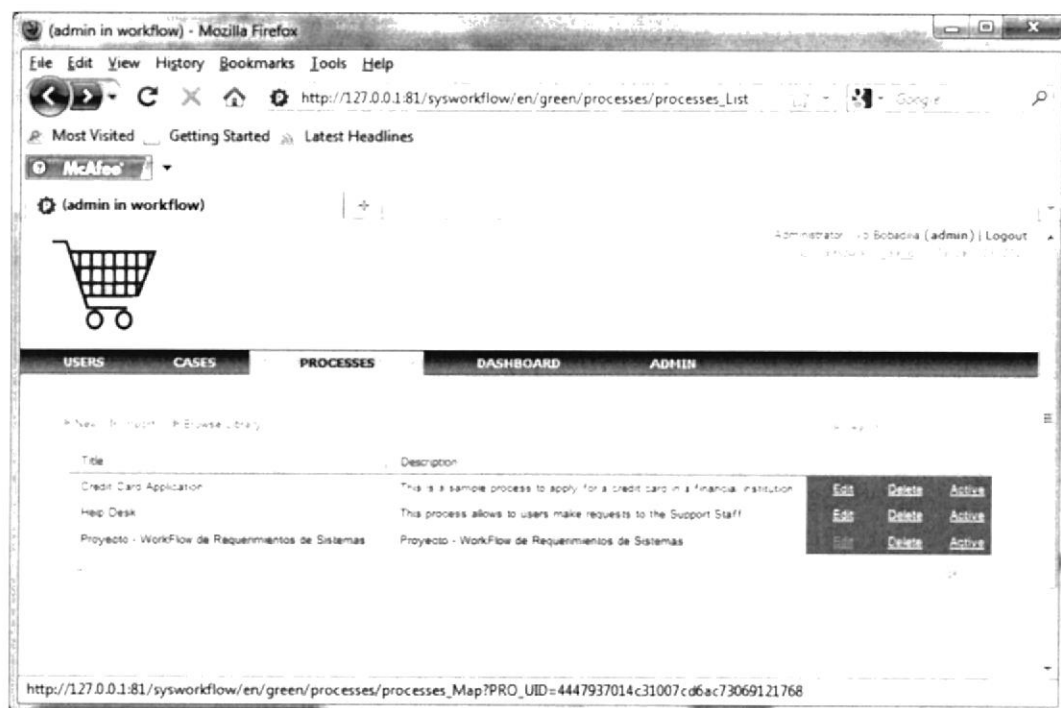 (admin in workflow) - Mozilla Firefox
File Edit View History Bookmarks Tools Help
http://127.0.0.1:81/sysworkflow/en/green/processes/processes_List
Most Visited Getting Started Latest Headlines
McAfee
(admin in workflow)
(admin) | Logout
USERS CASES PROCESSES DASHBOARD ADMIN
New Browse Library
Title Description
Credit Card Application This is a sample process to apply for a credit card in a financial institution Edit Delete Active
Help Desk This process allows to users make requests to the Support Staff Edit Delete Active
Proyecto - WorkFlow de Requerimientos de Sistemas Proyecto - WorkFlow de Requerimientos de Sistemas Edit Delete Active
http://127.0.0.1:81/sysworkflow/en/green/processes/processes_Map?PRO_UID=4447937014c31007cd6ac73069121768